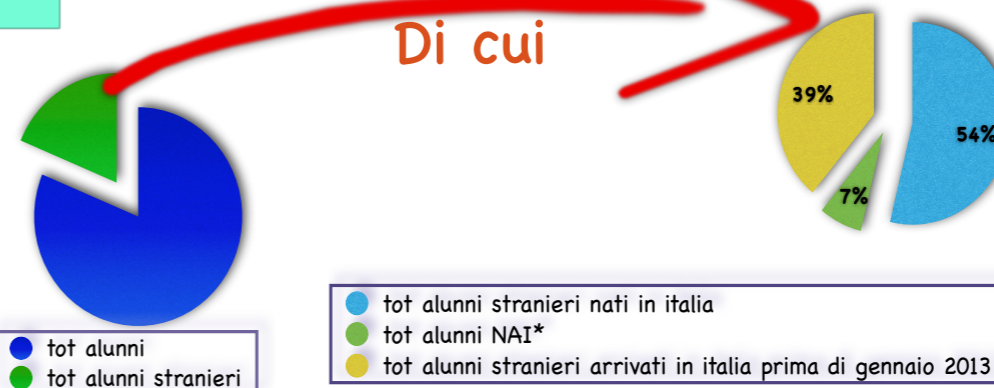 Di cui
39%
54%
7%
tot alunni
tot alunni stranieri
tot alunni stranieri nati in italia
tot alunni NAI*
tot alunni stranieri arrivati in italia prima di gennaio 2013